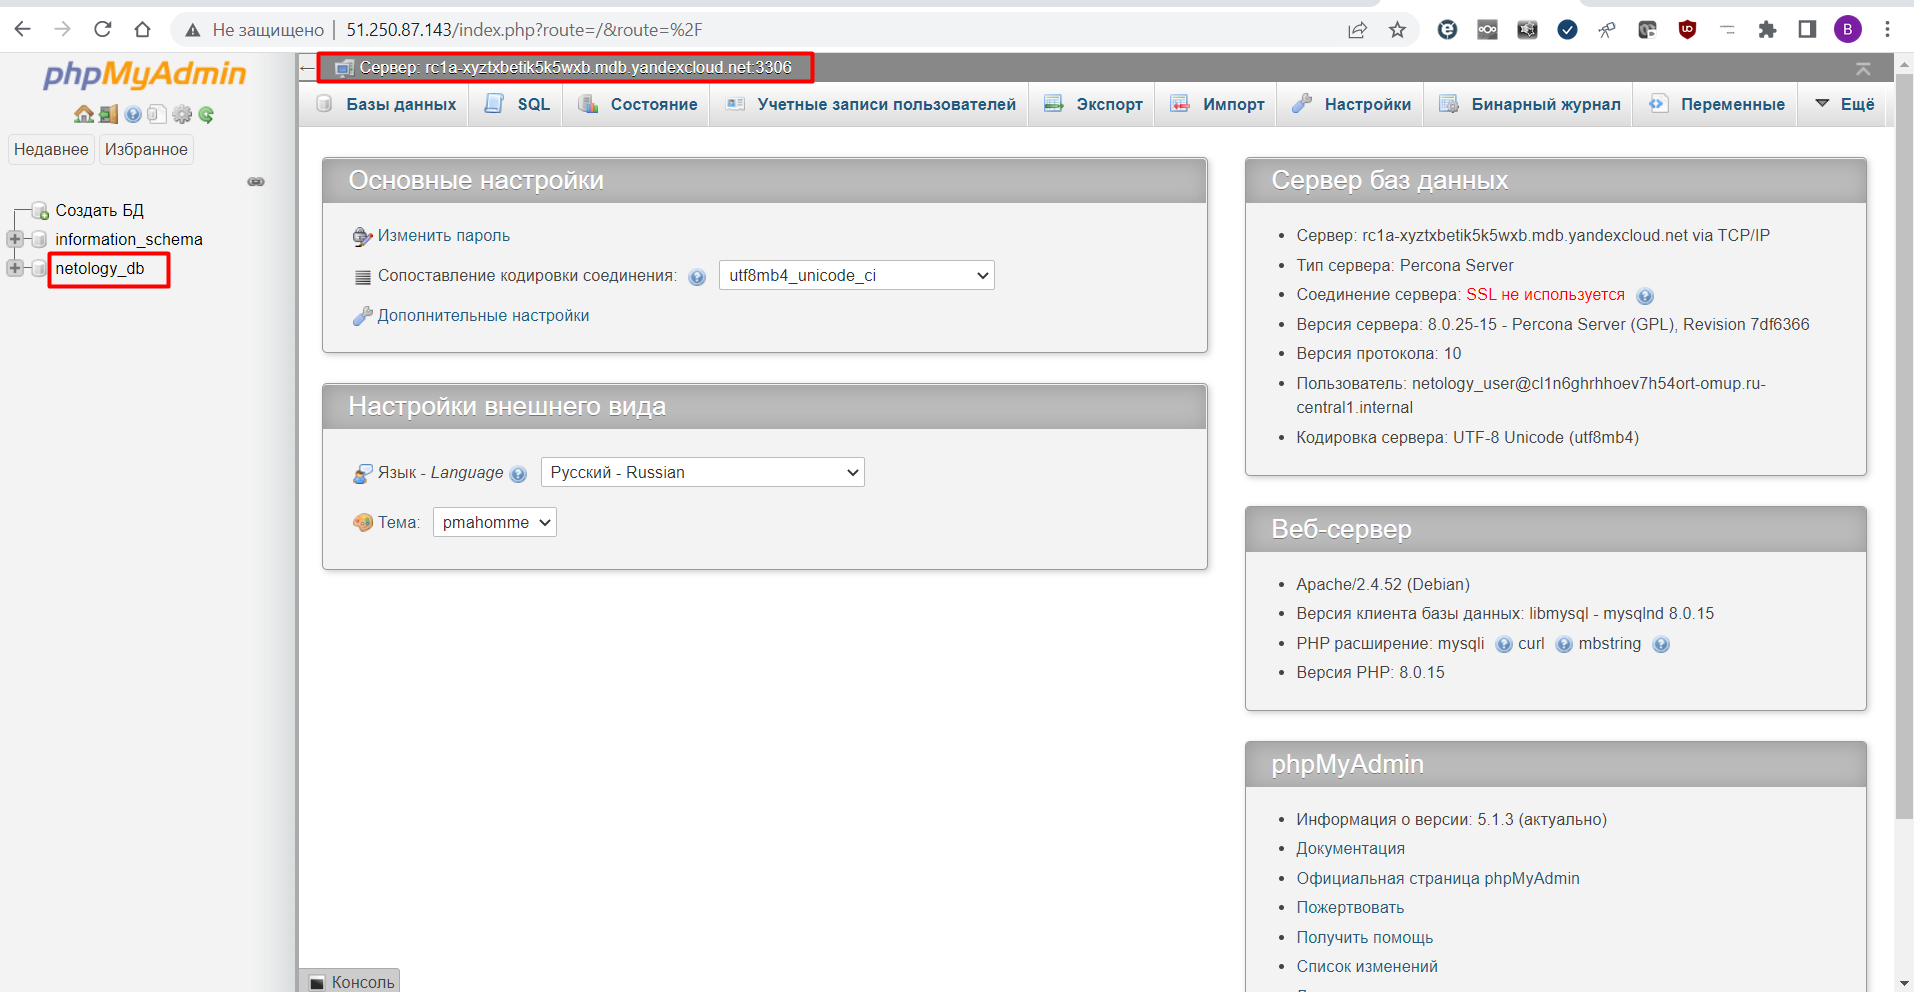 Не защищено | 51.250.87.143/index.php?route=/&route=%2F
B
phpMyAdmin
Недавнее Избранное
Создать БД
information_schema
netology_db
Сервер: rc1a-xyztxbetik5k5wxb.mdb.yandexcloud.net:3306
Базы данных SQL Состояние Учетные записи пользователей Экспорт Импорт Настройки Бинарный журнал Переменные Ещё
Основные настройки
Изменить пароль
Сопоставление кодировки соединения: utf8mb4_unicode_ci
Дополнительные настройки
Настройки внешнего вида
Язык - Language Русский - Russian
Тема: pmahomme
Сервер баз данных
Сервер: rc1a-xyztxbetik5k5wxb.mdb.yandexcloud.net via TCP/IP
Тип сервера: Percona Server
Соединение сервера: SSL не используется
Версия сервера: 8.0.25-15 - Percona Server (GPL), Revision 7df6366
Версия протокола: 10
Пользователь: netology_user@cl1n6ghrhhoev7h54ort-omup.ru-
central1.internal
Кодировка сервера: UTF-8 Unicode (utf8mb4)
Веб-сервер
Apache/2.4.52 (Debian)
Версия клиента базы данных: libmysql - mysqlnd 8.0.15
PHP расширение: mysqli curl mbstring
Версия PHP: 8.0.15
phpMyAdmin
Информация о версии: 5.1.3 (актуально)
Документация
Официальная страница phpMyAdmin
Пожертвовать
Получить помощь
Список изменений
Консоль